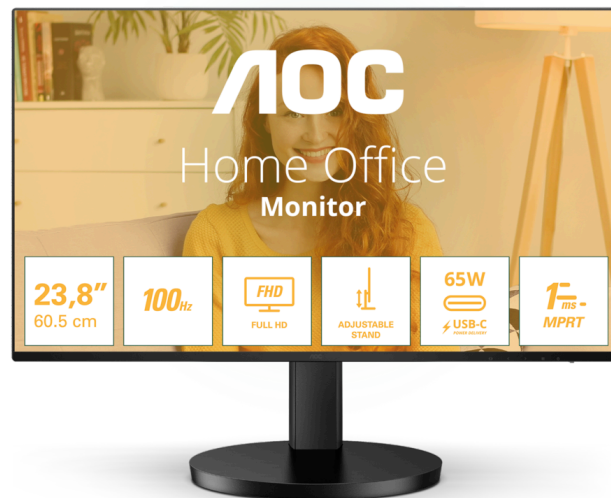 AOC
Home Office
Monitor
23,8”
60.5 cm
100Hz
FHD
FULL HD
ADJUSTABLE
STAND
65W
USB-C
POWER DELIVERY
1ms
MPRT